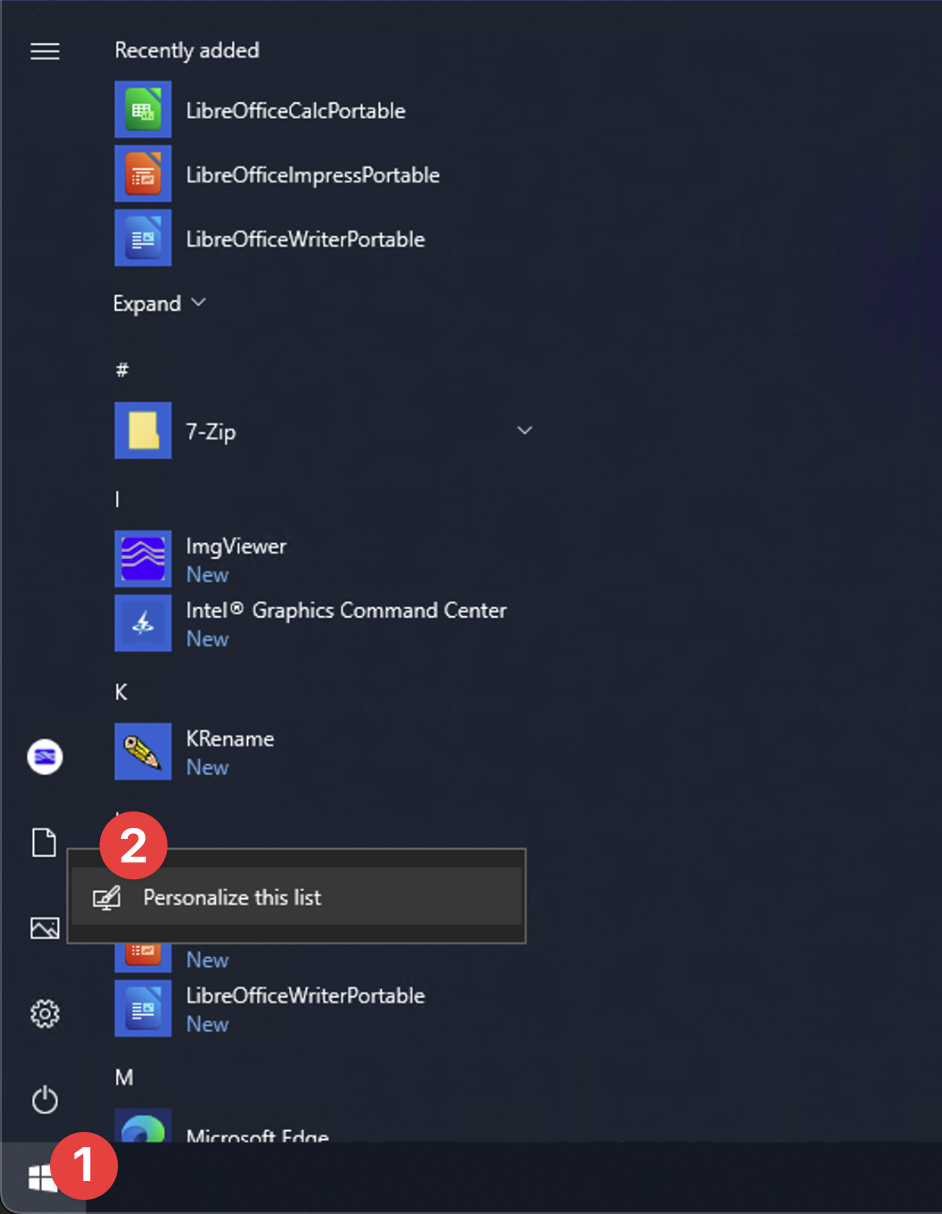 Recently added
LibreOfficeCalcPortable
LibreOfficeImpressPortable
LibreOfficeWriterPortable
Expand
#
7-Zip
I
ImgViewer
New
Intel® Graphics Command Center
New
K
KRename
New
2
Personalize this list
New
LibreOfficeWriterPortable
New
M
Microsoft Edge
1